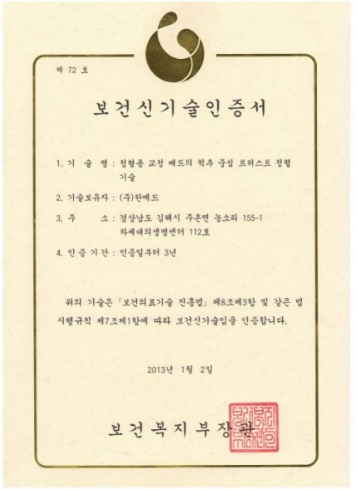 제 72 호
보건신기술인증서
1. 기 술 명 : 정형용 교정 베드의 척추 중심 트러스트 정렬
기술
2. 기술보유자 : (주)한메드
3. 주 소 : 경상남도 김해시 주촌면 농소리 155-1
차세대의생명센터 112호
4. 인증기간 : 인증일부터 3년
위의 기술은 「보건의료기술 진흥법」 제8조제3항 및 같은 법
시행규칙 제7조제1항에 따라 보건신기술임을 인증합니다.
2013년 1월 2일
보건복지부장관